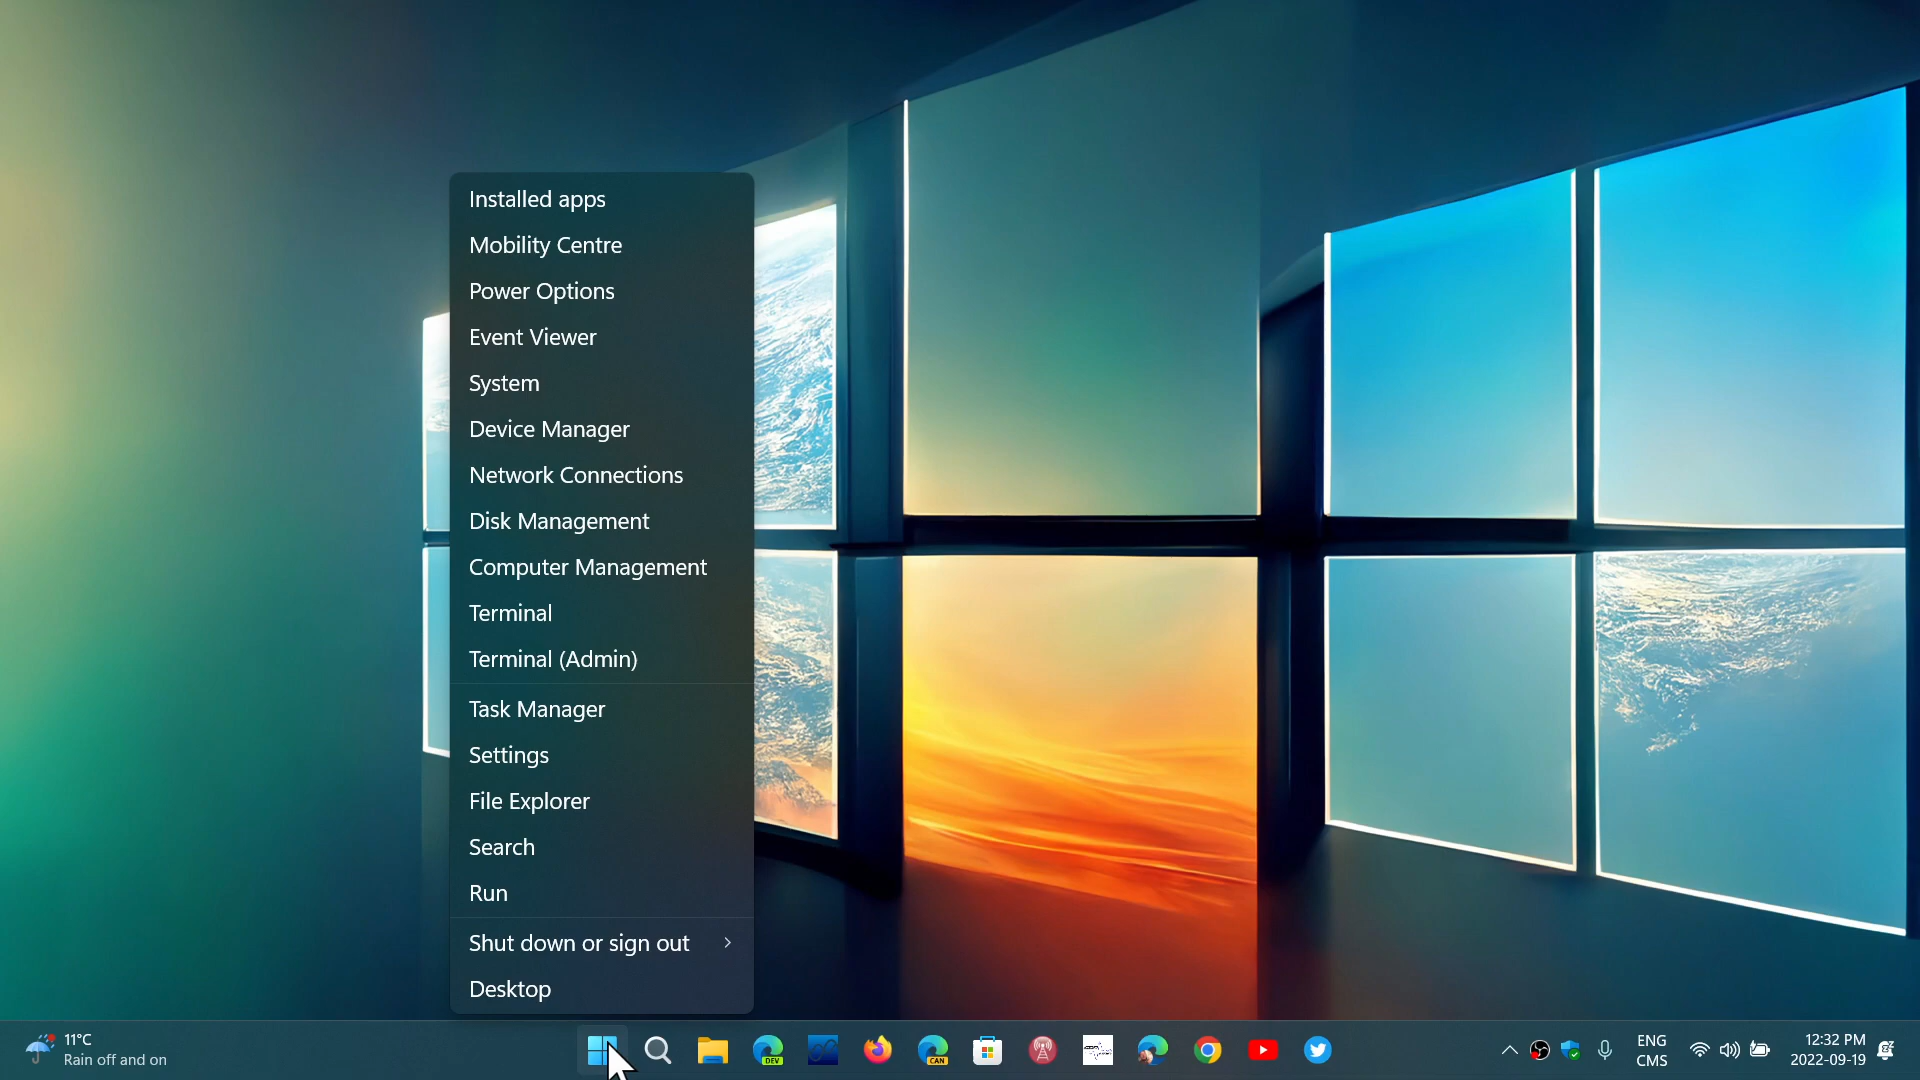 Installed apps
Mobility Centre
Power Options
Event Viewer
System
Device Manager
Network Connections
Disk Management
Computer Management
Terminal
Terminal (Admin)
Task Manager
Settings
File Explorer
Search
Run
Shut down or sign out
Desktop
11°C
Rain off and on
DEV
CAN
ENG
CMS
12:32 PM
2022-09-19